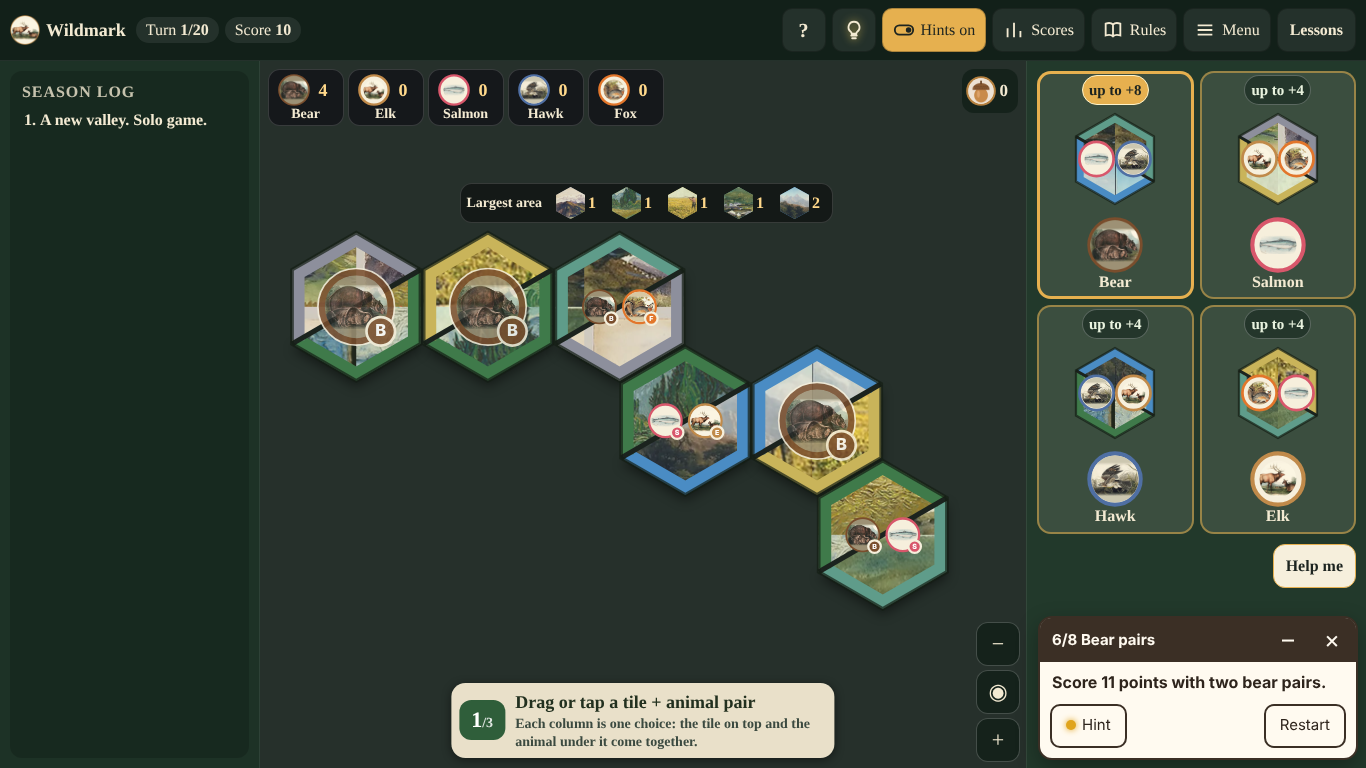 Wildmark
Turn 1/20
Score 10
?
Hints on
Scores
Rules
Menu
Lessons
SEASON LOG
1. A new valley. Solo game.
4
Bear
0
Elk
0
Salmon
0
Hawk
0
Fox
0
Largest area
1
1
1
1
2
B
B
B
F
S
E
B
B
S
up to +8
Bear
up to +4
Salmon
up to +4
Hawk
up to +4
Elk
Help me
6/8 Bear pairs
Score 11 points with two bear pairs.
Hint
Restart
1/3
Drag or tap a tile + animal pair
Each column is one choice: the tile on top and the
animal under it come together.
−
◉
+